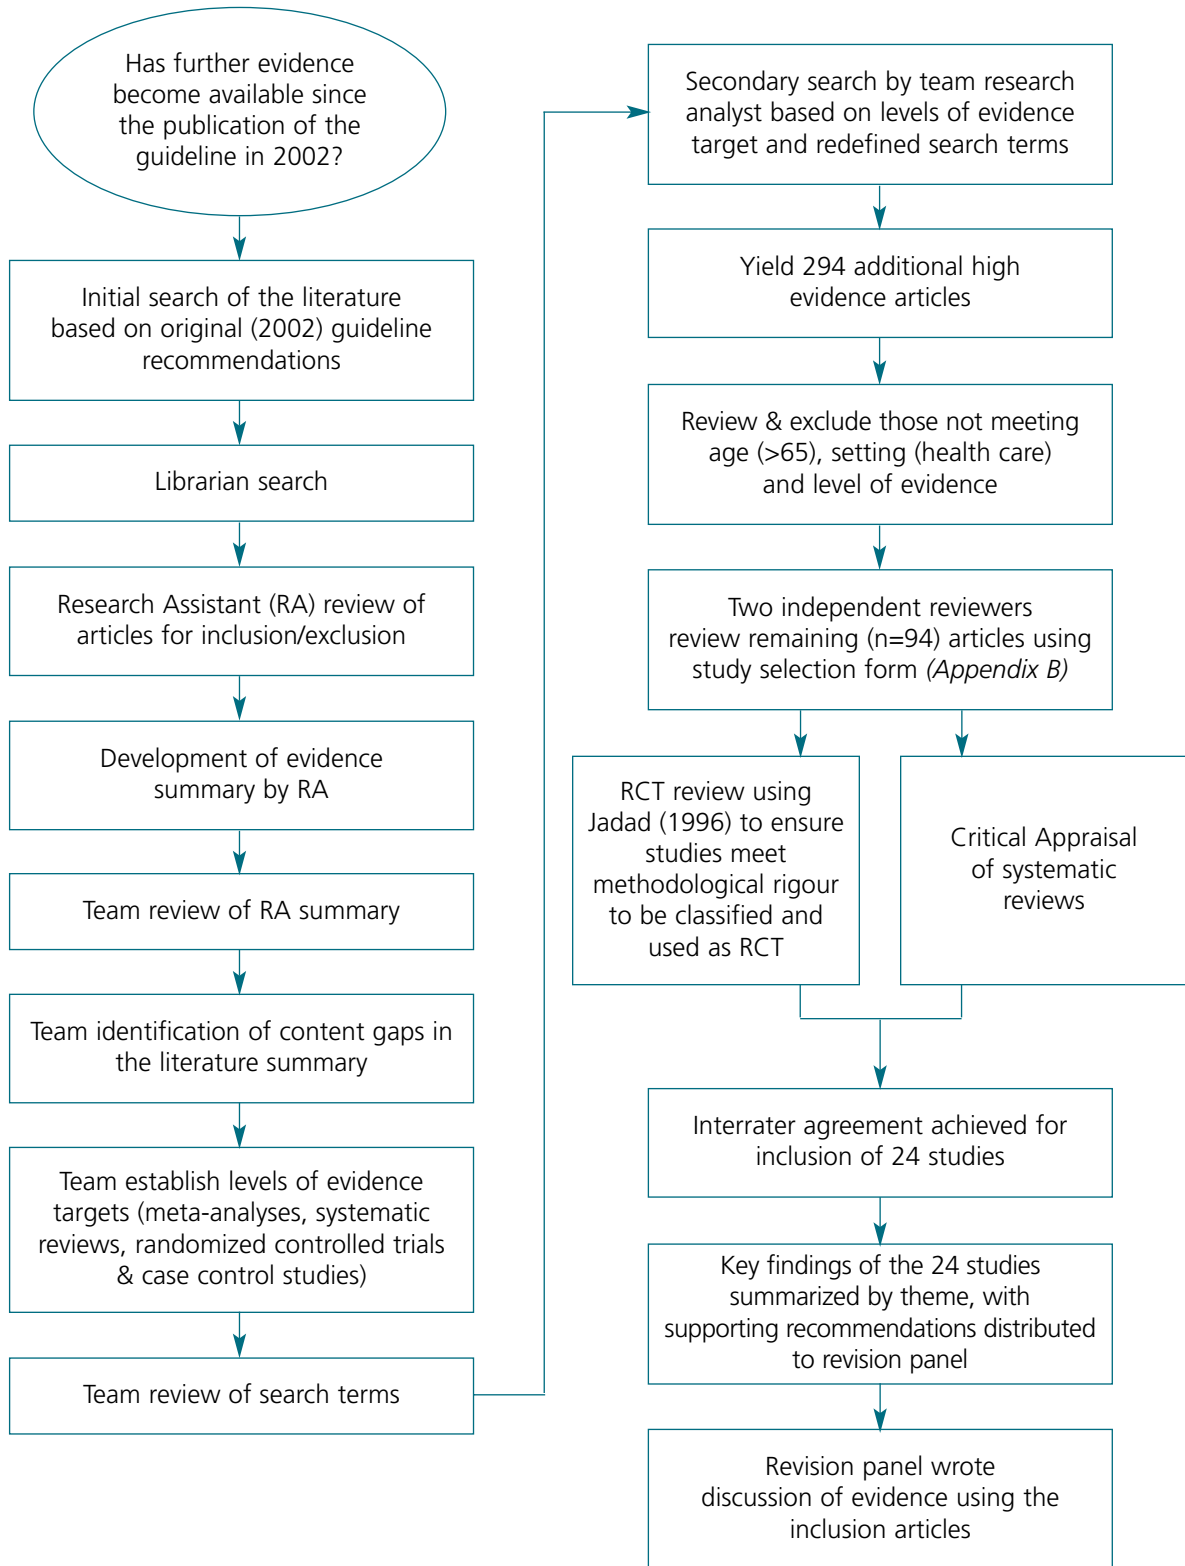 Has further evidence
become available since
the publication of the
guideline in 2002?
Initial search of the literature
based on original (2002) guideline
recommendations
Librarian search
Research Assistant (RA) review of
articles for inclusion/exclusion
Development of evidence
summary by RA
Team review of RA summary
Team identification of content gaps in
the literature summary
Team establish levels of evidence
targets (meta-analyses, systematic
reviews, randomized controlled trials
& case control studies)
Team review of search terms
Secondary search by team research
analyst based on levels of evidence
target and redefined search terms
Yield 294 additional high
evidence articles
Review & exclude those not meeting
age (>65), setting (health care)
and level of evidence
Two independent reviewers
review remaining (n=94) articles using
study selection form (Appendix B)
RCT review using
Jadad (1996) to ensure
studies meet
methodological rigour
to be classified and
used as RCT
Critical Appraisal
of systematic
reviews
Interrater agreement achieved for
inclusion of 24 studies
Key findings of the 24 studies
summarized by theme, with
supporting recommendations distributed
to revision panel
Revision panel wrote
discussion of evidence using the
inclusion articles